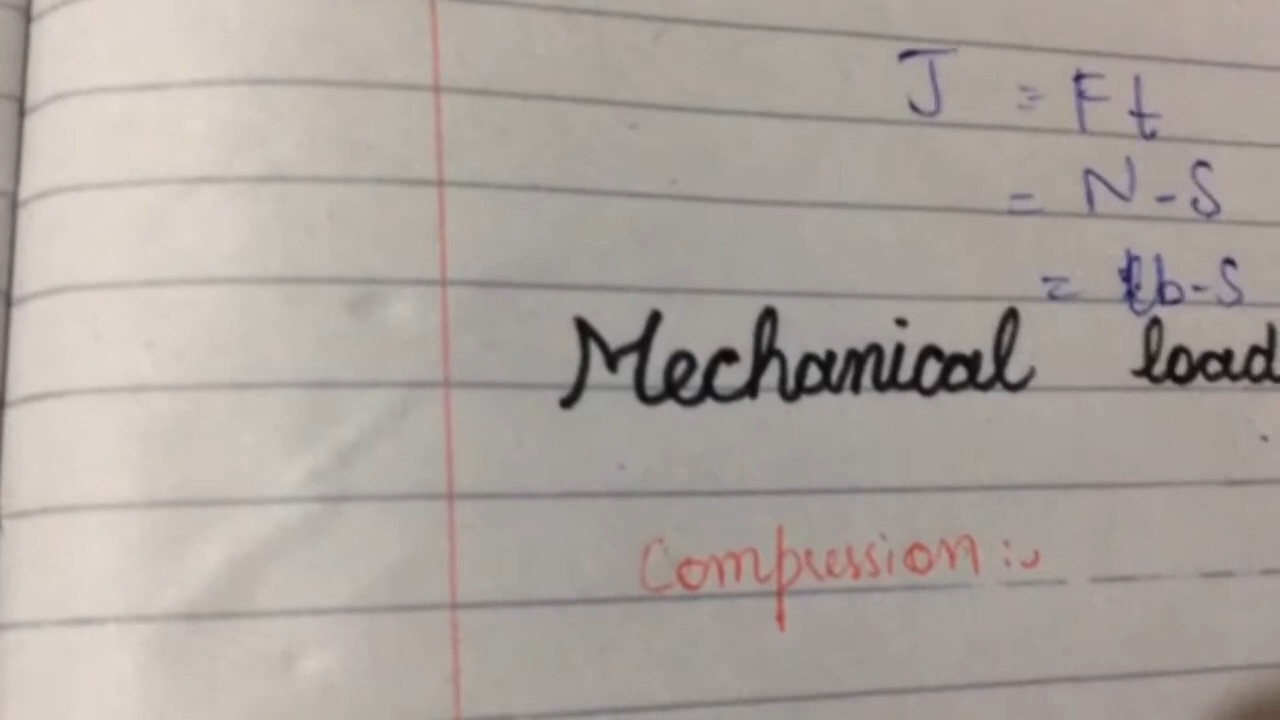 J = Ft
= N-S
= lb-S
Mechanical load
Compression :-